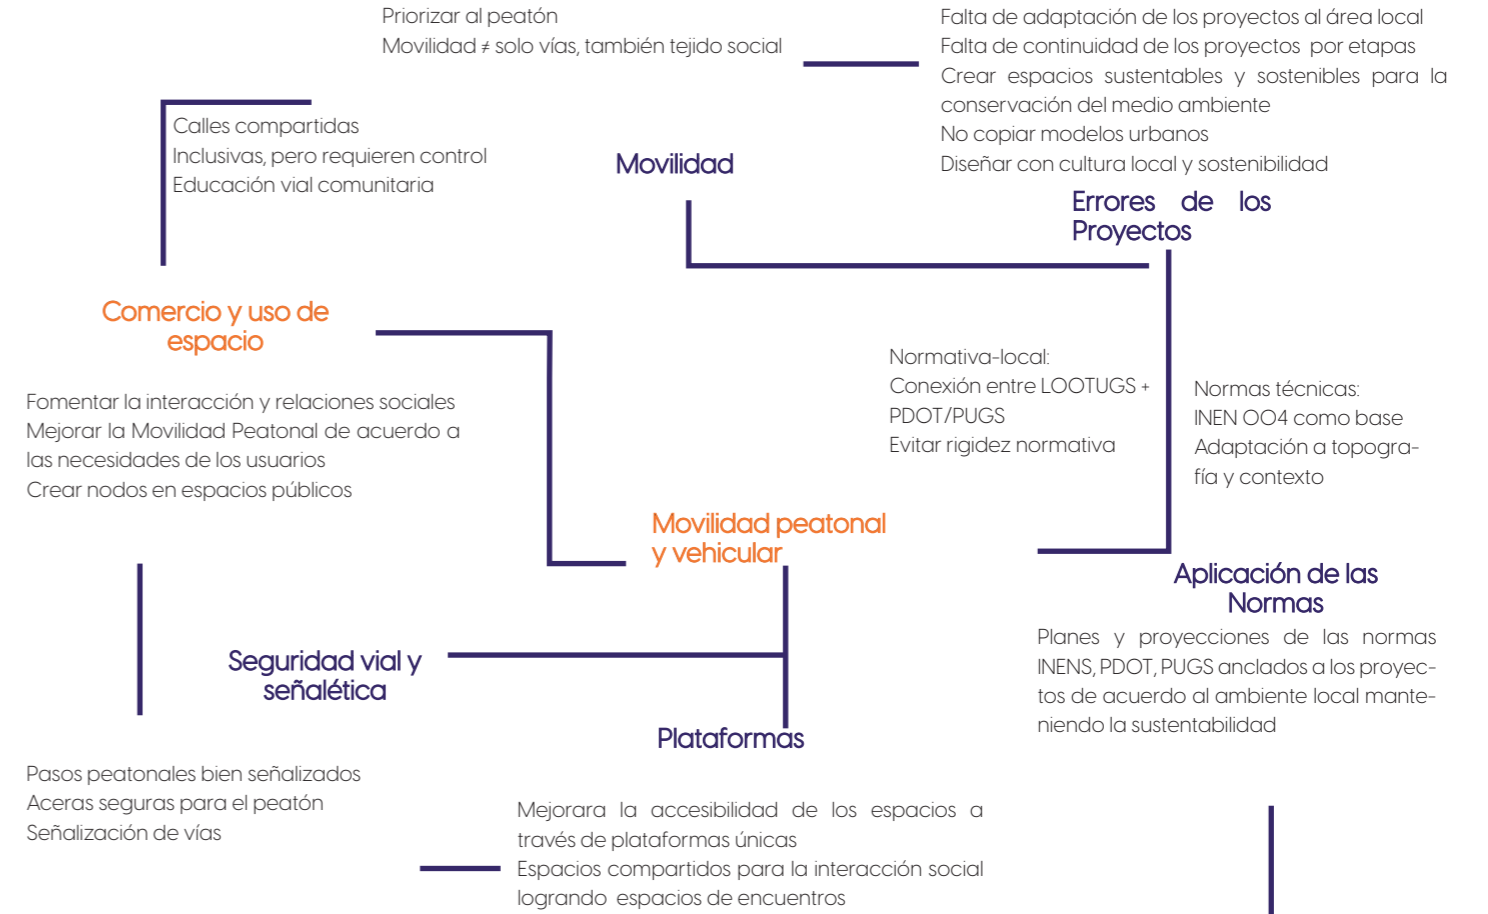 Priorizar al peatón
Movilidad ≠ solo vías, también tejido social
Falta de adaptación de los proyectos al área local
Falta de continuidad de los proyectos por etapas
Crear espacios sustentables y sostenibles para la
conservación del medio ambiente
No copiar modelos urbanos
Diseñar con cultura local y sostenibilidad
Calles compartidas
Inclusivas, pero requieren control
Educación vial comunitaria
Movilidad
Errores de los
Proyectos
Comercio y uso de
espacio
Fomentar la interacción y relaciones sociales
Mejorar la Movilidad Peatonal de acuerdo a
las necesidades de los usuarios
Crear nodos en espacios públicos
Normativa-local:
Conexión entre LOOTUGS +
PDOT/PUGS
Evitar rigidez normativa
Normas técnicas:
INEN OO4 como base
Adaptación a topogra-
fía y contexto
Movilidad peatonal
y vehicular
Aplicación de las
Normas
Planes y proyecciones de las normas
INENS, PDOT, PUGS anclados a los proyec-
tos de acuerdo al ambiente local mante-
niendo la sustentabilidad
Seguridad vial y
señalética
Plataformas
Pasos peatonales bien señalizados
Aceras seguras para el peatón
Señalización de vías
Mejorara la accesibilidad de los espacios a
través de plataformas únicas
Espacios compartidos para la interacción social
logrando espacios de encuentros